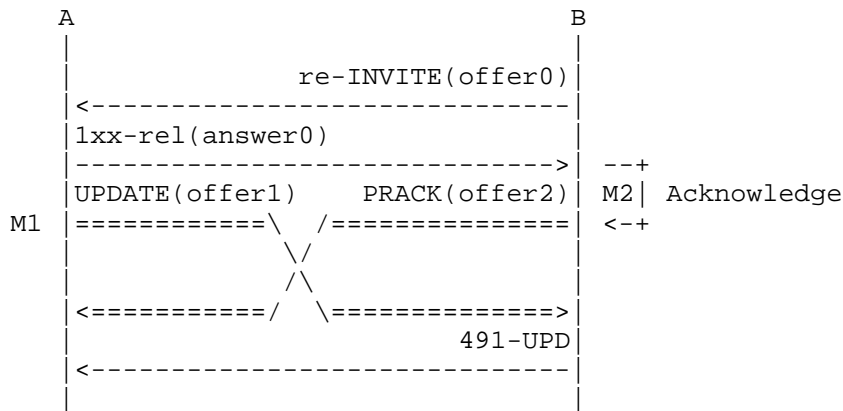 A B
re-INVITE(offer0)
1xx-rel(answer0)
--+
UPDATE(offer1) PRACK(offer2) M2| Acknowledge
M1 <-+
491-UPD